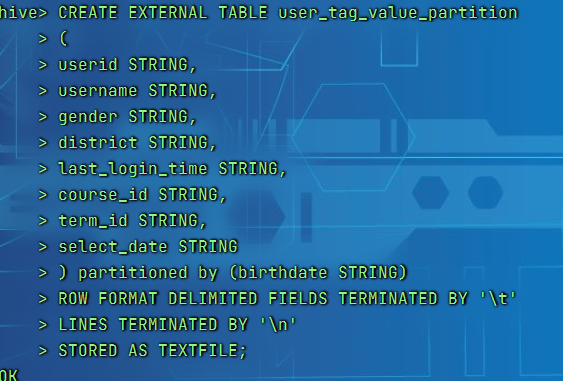 hive> CREATE EXTERNAL TABLE user_tag_value_partition
> (
> userid STRING,
> username STRING,
> gender STRING,
> district STRING,
> last_login_time STRING,
> course_id STRING,
> term_id STRING,
> select_date STRING
> ) partitioned by (birthdate STRING)
> ROW FORMAT DELIMITED FIELDS TERMINATED BY '\t'
> LINES TERMINATED BY '\n'
> STORED AS TEXTFILE;
OK